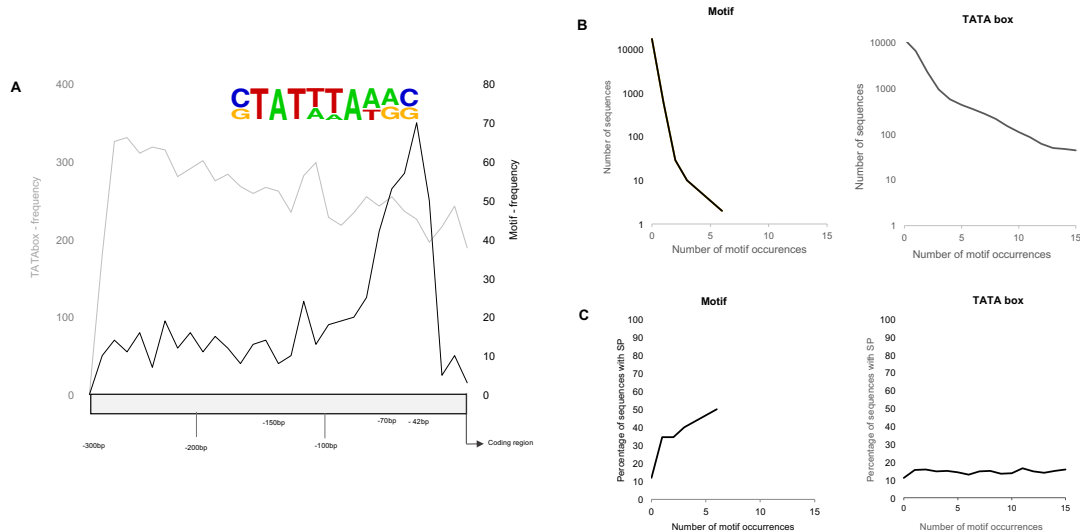 A
400
300
200
100
0
TATAbox - frequency
CTATTTAAAC
GAATGG
80
70
60
50
40
30
20
10
0
Motif - frequency
-300bp
-200bp
-150bp
-100bp
-70bp
- 42bp
Coding region
B
Motif
10000
1000
100
10
1
Number of sequences
0
5
10
15
Number of motif occurences
TATA box
10000
1000
100
10
1
Number of sequences
0
5
10
15
Number of motif occurrences
C
Motif
100
90
80
70
60
50
40
30
20
10
0
Percentage of sequences with SP
0
5
10
15
Number of motif occurrences
TATA box
100
90
80
70
60
50
40
30
20
10
0
Percentage of sequences with SP
0
5
10
15
Number of motif occurrences